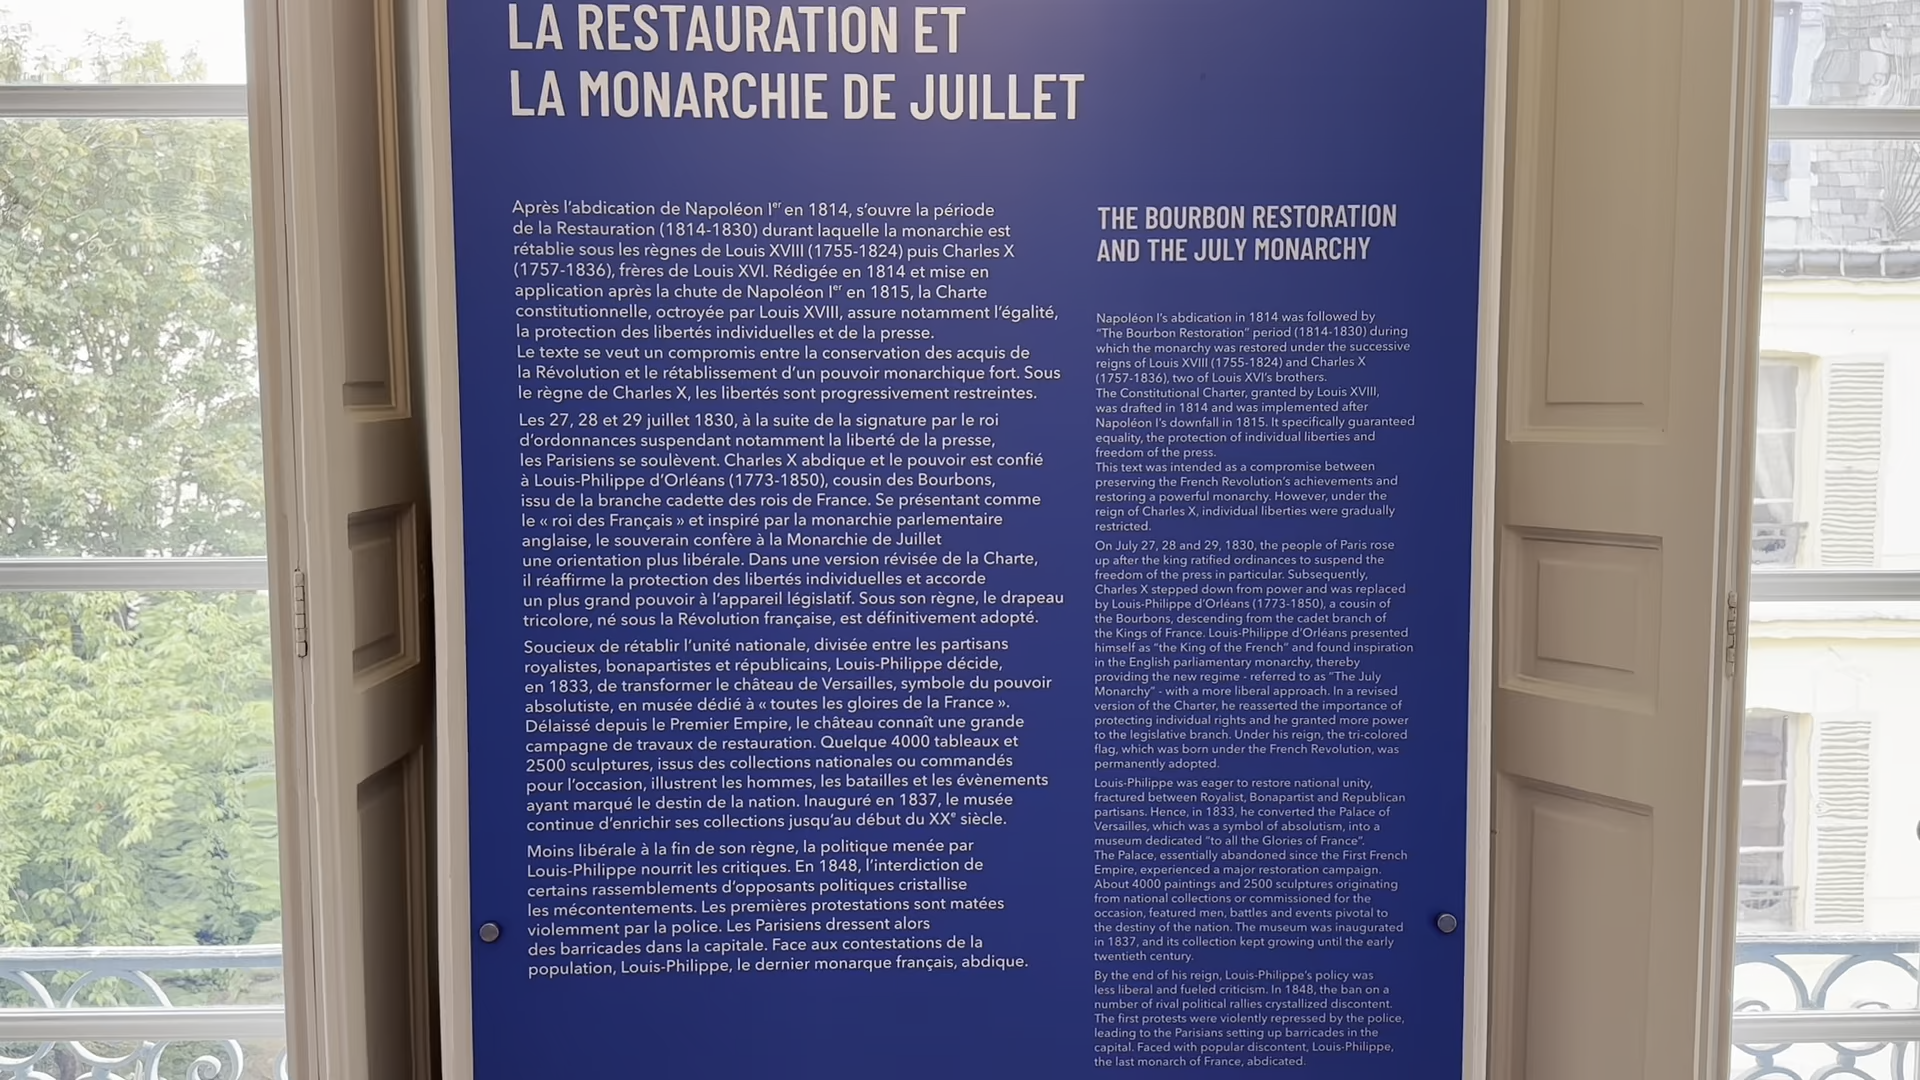 LA RESTAURATION ET
LA MONARCHIE DE JUILLET
Après l'abdication de Napoléon Ier en 1814, s'ouvre la période
de la Restauration (1814-1830) durant laquelle la monarchie est
rétablie sous les règnes de Louis XVIII (1755-1824) puis Charles X
(1757-1836), frères de Louis XVI. Rédigée en 1814 et mise en
application après la chute de Napoléon Ier en 1815, la Charte
constitutionnelle, octroyée par Louis XVIII, assure notamment l'égalité,
la protection des libertés individuelles et de la presse.
Le texte se veut un compromis entre la conservation des acquis de
la Révolution et le rétablissement d'un pouvoir monarchique fort. Sous
le règne de Charles X, les libertés sont progressivement restreintes.
Les 27, 28 et 29 juillet 1830, à la suite de la signature par le roi
d'ordonnances suspendant notamment la liberté de la presse,
les Parisiens se soulèvent. Charles X abdique et le pouvoir est confié
à Louis-Philippe d'Orléans (1773-1850), cousin des Bourbons,
issu de la branche cadette des rois de France. Se présentant comme
le « roi des Français » et inspiré par la monarchie parlementaire
anglaise, le souverain confère à la Monarchie de Juillet
une orientation plus libérale. Dans une version révisée de la Charte,
il réaffirme la protection des libertés individuelles et accorde
un plus grand pouvoir à l'appareil législatif. Sous son règne, le drapeau
tricolore, né sous la Révolution française, est définitivement adopté.
Soucieux de rétablir l'unité nationale, divisée entre les partisans
royalistes, bonapartistes et républicains, Louis-Philippe décide,
en 1833, de transformer le château de Versailles, symbole du pouvoir
absolutiste, en musée dédié à « toutes les gloires de la France ».
Délaissé depuis le Premier Empire, le château connaît une grande
campagne de travaux de restauration. Quelque 4000 tableaux et
2500 sculptures, issus des collections nationales ou commandés
pour l'occasion, illustrent les hommes, les batailles et les évènements
ayant marqué le destin de la nation. Inauguré en 1837, le musée
continue d'enrichir ses collections jusqu'au début du XXe siècle.
Moins libérale à la fin de son règne, la politique menée par
Louis-Philippe nourrit les critiques. En 1848, l'interdiction de
certains rassemblements d'opposants politiques cristallise
les mécontentements. Les premières protestations sont matées
violemment par la police. Les Parisiens dressent alors
des barricades dans la capitale. Face aux contestations de la
population, Louis-Philippe, le dernier monarque français, abdique.
THE BOURBON RESTORATION
AND THE JULY MONARCHY
Napoléon I's abdication in 1814 was followed by
"The Bourbon Restoration" period (1814-1830) during
which the monarchy was restored under the successive
reigns of Louis XVIII (1755-1824) and Charles X
(1757-1836), two of Louis XVI's brothers.
The Constitutional Charter, granted by Louis XVIII,
was drafted in 1814 and was implemented after
Napoléon I's downfall in 1815. It specifically guaranteed
equality, the protection of individual liberties and
freedom of the press.
This text was intended as a compromise between
preserving the French Revolution's achievements and
restoring a powerful monarchy. However, under the
reign of Charles X, individual liberties were gradually
restricted.
On July 27, 28 and 29, 1830, the people of Paris rose
up after the king ratified ordinances to suspend the
freedom of the press in particular. Subsequently,
Charles X stepped down from power and was replaced
by Louis-Philippe d'Orléans (1773-1850), a cousin of
the Bourbons, descending from the cadet branch of
the Kings of France. Louis-Philippe d'Orléans presented
himself as "the King of the French" and found inspiration
in the English parliamentary monarchy, thereby
providing the new regime - referred to as "The July
Monarchy" - with a more liberal approach. In a revised
version of the Charter, he reasserted the importance of
protecting individual rights and he granted more power
to the legislative branch. Under his reign, the tri-colored
flag, which was born under the French Revolution, was
permanently adopted.
Louis-Philippe was eager to restore national unity,
fractured between Royalist, Bonapartist and Republican
partisans. Hence, in 1833, he converted the Palace of
Versailles, which was a symbol of absolutism, into a
museum dedicated "to all the Glories of France".
The Palace, essentially abandoned since the First French
Empire, experienced a major restoration campaign.
About 4000 paintings and 2500 sculptures originating
from national collections or commissioned for the
occasion, featured men, battles and events pivotal to
the destiny of the nation. The museum was inaugurated
in 1837, and its collection kept growing until the early
twentieth century.
By the end of his reign, Louis-Philippe's policy was
less liberal and fueled criticism. In 1848, the ban on a
number of rival political rallies crystallized discontent.
The first protests were violently repressed by the police,
leading to the Parisians setting up barricades in the
capital. Faced with popular discontent, Louis-Philippe,
the last monarch of France, abdicated.